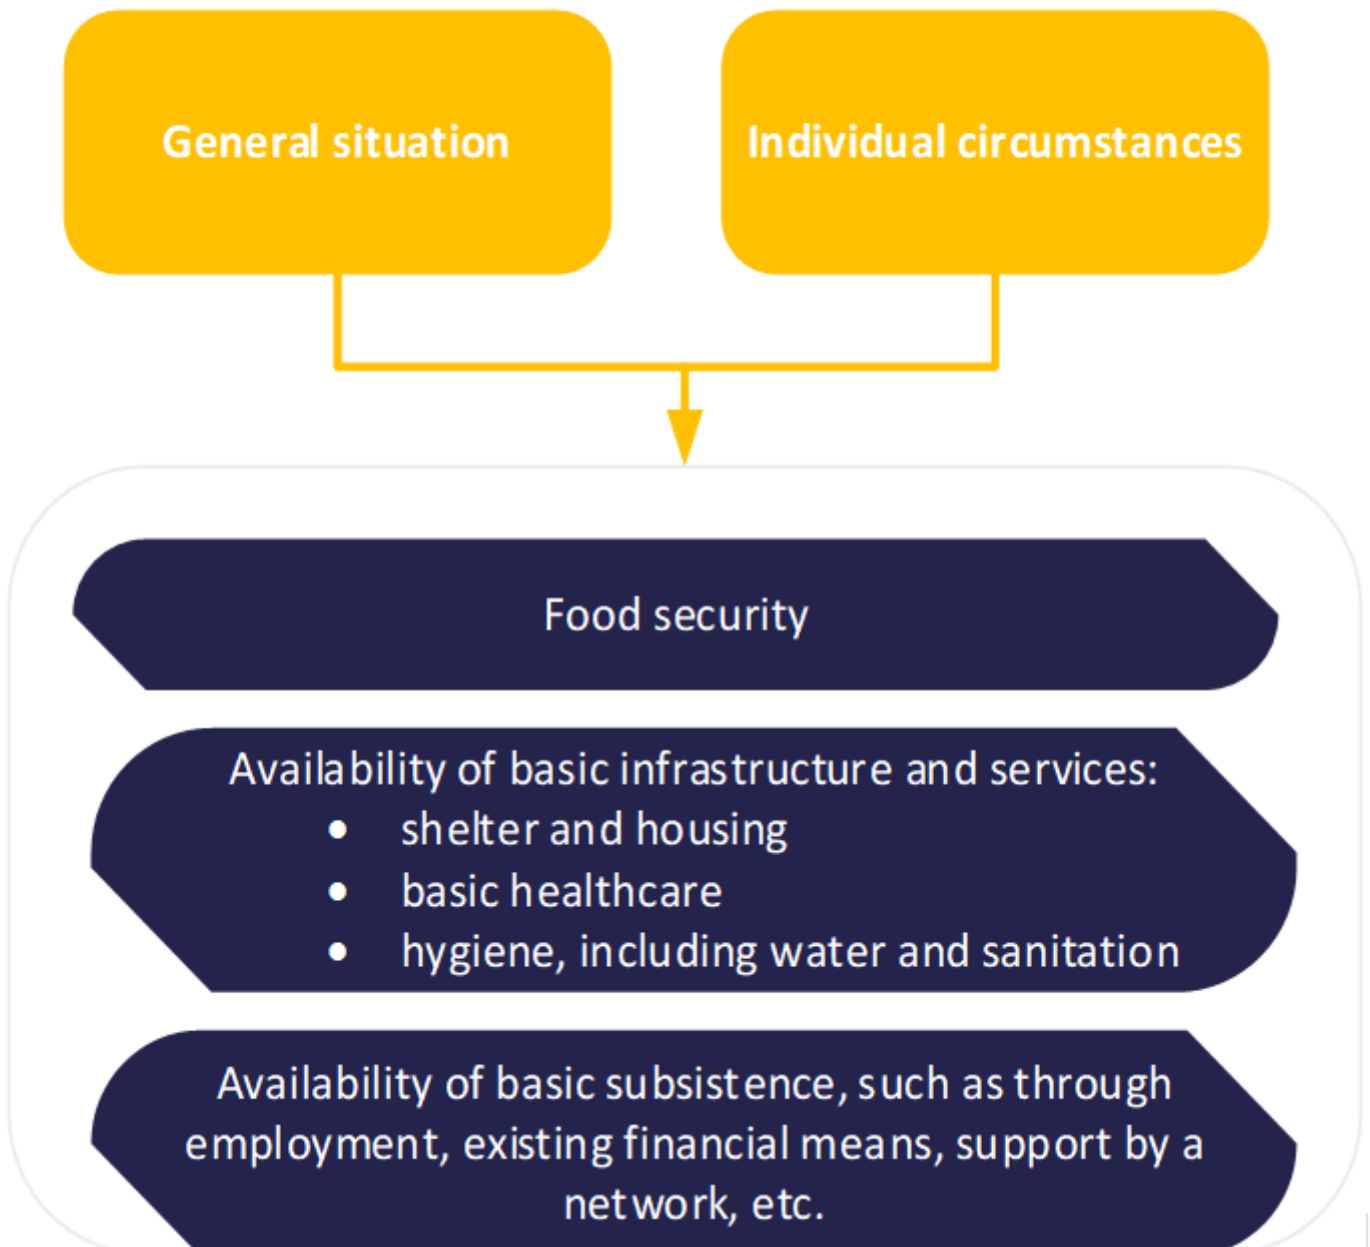 General situation
Individual circumstances
Food security
Availability of basic infrastructure and services:
• shelter and housing
• basic healthcare
• hygiene, including water and sanitation
Availability of basic subsistence, such as through
employment, existing financial means, support by a
network, etc.